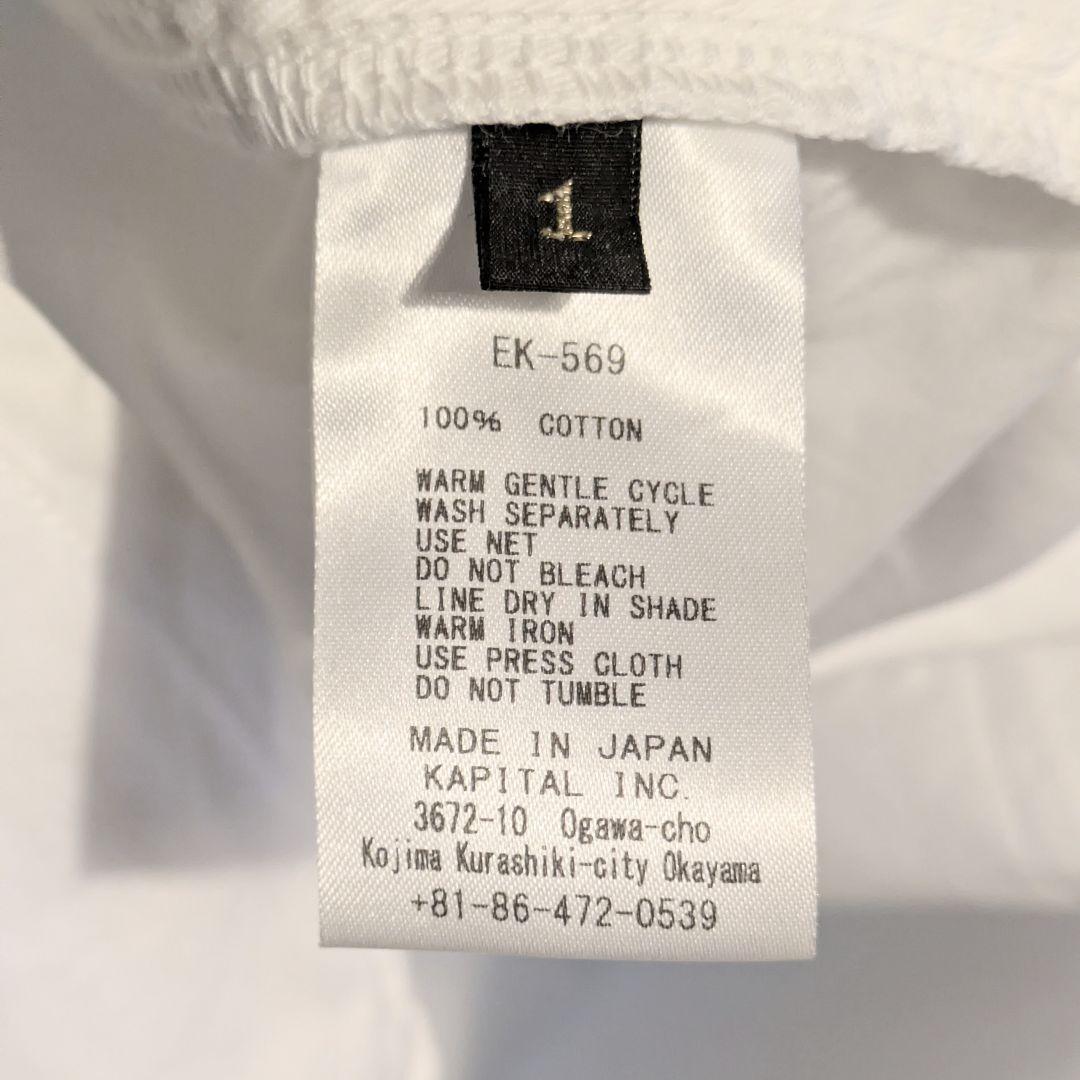 1
EK-569
100% COTTON
WARM GENTLE CYCLE
WASH SEPARATELY
USE NET
DO NOT BLEACH
LINE DRY IN SHADE
WARM IRON
USE PRESS CLOTH
DO NOT TUMBLE
MADE IN JAPAN
KAPITAL INC.
3672-10 Ogawa-cho
Kojima Kurashiki-city Okayama
+81-86-472-0539